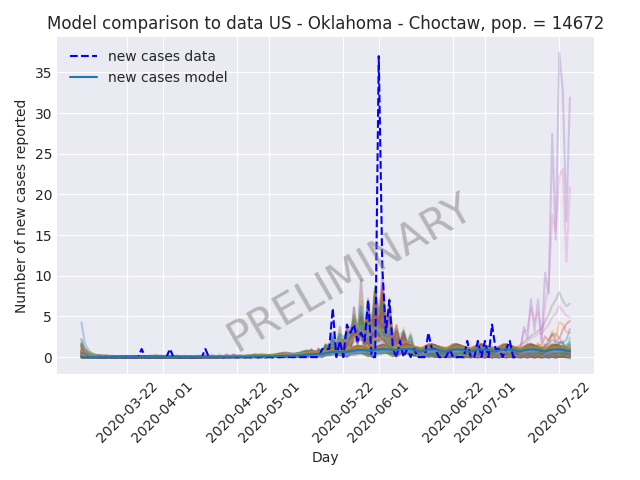 Model comparison to data US - Oklahoma - Choctaw, pop. = 14672
new cases data
new cases model
35
30
25
20
15
10
5
0
Number of new cases reported
PRELIMINARY
2020-03-22
2020-04-01
2020-04-22
2020-05-01
2020-05-22
2020-06-01
2020-06-22
2020-07-01
2020-07-22
Day